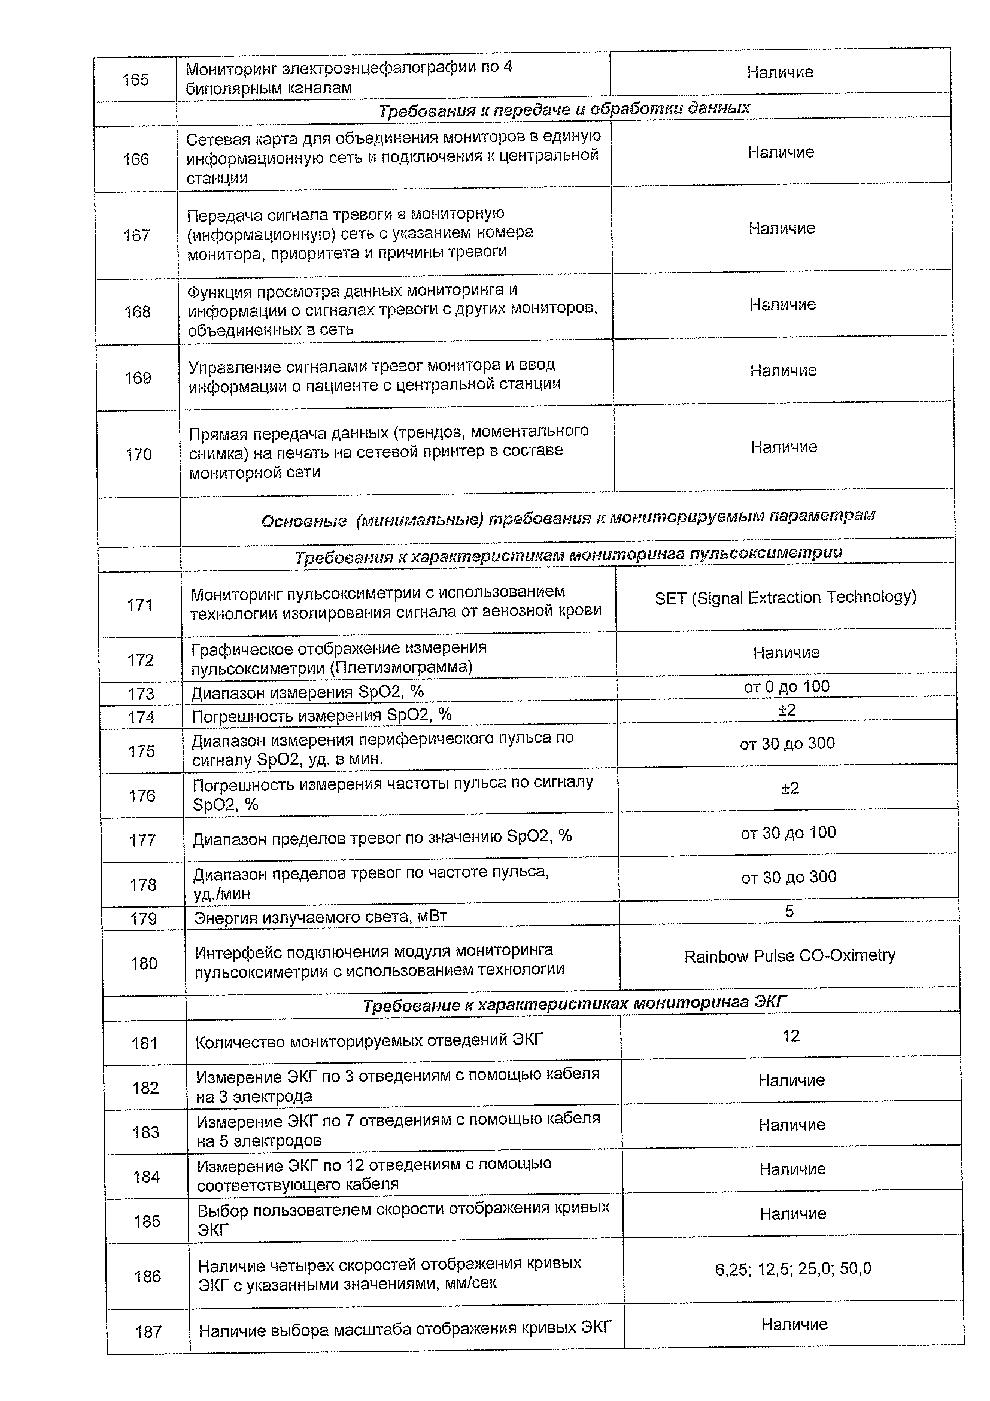 165
Мониторинг электроэнцефалографии по 4
биполярным каналам
Наличие
Требования к передаче и обработки данных
166
Сетевая карта для объединения мониторов в единую
информационную сеть и подключения к центральной
станции
Наличие
167
Передача сигнала тревоги в мониторную
(информационную) сеть с указанием номера
монитора, приоритета и причины тревоги
Наличие
168
Функция просмотра данных мониторинга и
информации о сигналах тревоги с других мониторов,
объединенных в сеть
Наличие
169
Управление сигналами тревог монитора и ввод
информации о пациенте с центральной станции
Наличие
170
Прямая передача данных (трендов, моментального
снимка) на печать на сетевой принтер в составе
мониторной сети
Наличие
Основные (минимальные) требования к мониторируемым параметрам
Требования к характеристикам мониторинга пульсоксиметрии
171
Мониторинг пульсоксиметрии с использованием
технологии изолирования сигнала от венозной крови
SET (Signal Extraction Technology)
172
Графическое отображение измерения
пульсоксиметрии (Плетизмограмма)
Наличие
173
Диапазон измерения SpO2, %
от 0 до 100
174
Погрешность измерения SpO2, %
±2
175
Диапазон измерения периферического пульса по
сигналу SpO2, уд. в мин.
от 30 до 300
176
Погрешность измерения частоты пульса по сигналу
SpO2, %
±2
177
Диапазон пределов тревог по значению SpO2, %
от 30 до 100
178
Диапазон пределов тревог по частоте пульса,
уд./мин
от 30 до 300
179
Энергия излучаемого света, мВт
5
180
Интерфейс подключения модуля мониторинга
пульсоксиметрии с использованием технологии
Rainbow Pulse CO-Oximetry
Требование к характеристиках мониторинга ЭКГ
181
Количество мониторируемых отведений ЭКГ
12
182
Измерение ЭКГ по 3 отведениям с помощью кабеля
на 3 электрода
Наличие
183
Измерение ЭКГ по 7 отведениям с помощью кабеля
на 5 электродов
Наличие
184
Измерение ЭКГ по 12 отведениям с помощью
соответствующего кабеля
Наличие
185
Выбор пользователем скорости отображения кривых
ЭКГ
Наличие
186
Наличие четырех скоростей отображения кривых
ЭКГ с указанными значениями, мм/сек
6,25; 12,5; 25,0; 50,0
187
Наличие выбора масштаба отображения кривых ЭКГ
Наличие